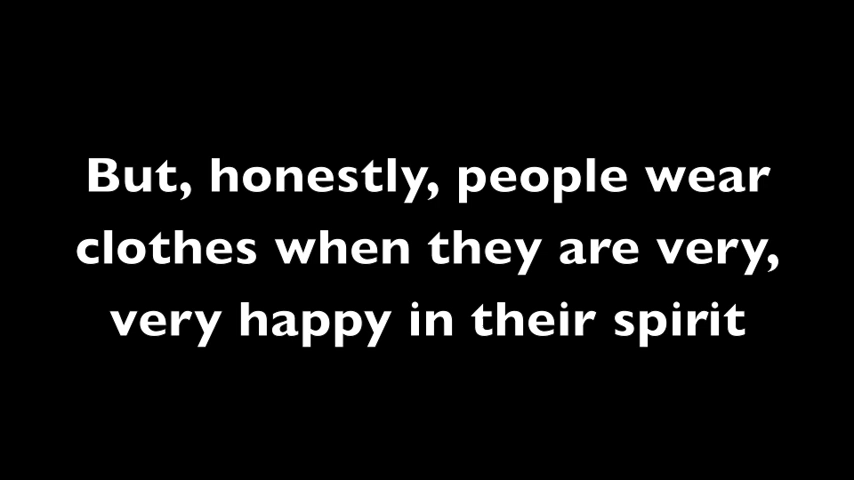 But, honestly, people wear
clothes when they are very,
very happy in their spirit